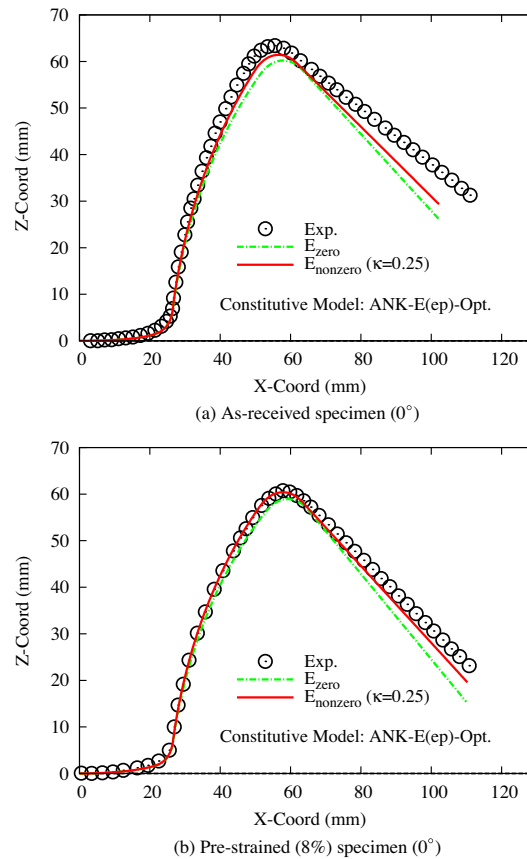 70
60
50
40
30
20
10
0
Z-Coord (mm)
Exp.
E_zero
E_nonzero (κ=0.25)
Constitutive Model: ANK-E(ep)-Opt.
0 20 40 60 80 100 120
X-Coord (mm)
(a) As-received specimen (0°)
70
60
50
40
30
20
10
0
Z-Coord (mm)
Exp.
E_zero
E_nonzero (κ=0.25)
Constitutive Model: ANK-E(ep)-Opt.
0 20 40 60 80 100 120
X-Coord (mm)
(b) Pre-strained (8%) specimen (0°)